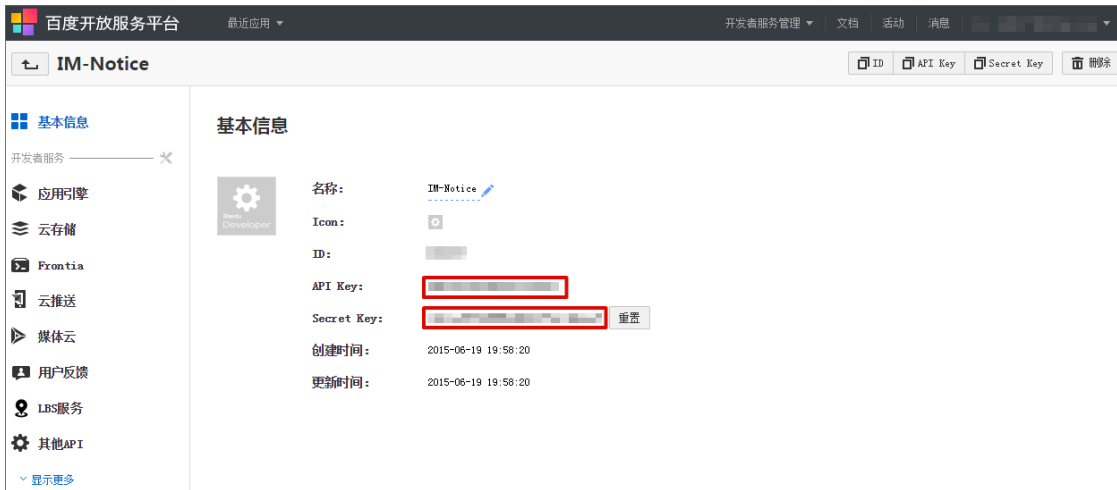 百度开放服务平台 最近应用 开发者服务管理 文档 活动 消息
IM-Notice ID API Key Secret Key 删除
基本信息
开发者服务
应用引擎
云存储
Frontia
云推送
媒体云
用户反馈
LBS服务
其他API
显示更多
基本信息
Baidu
Developer
名称: IM-Notice
Icon:
ID:
API Key:
Secret Key: 重置
创建时间: 2015-06-19 19:58:20
更新时间: 2015-06-19 19:58:20